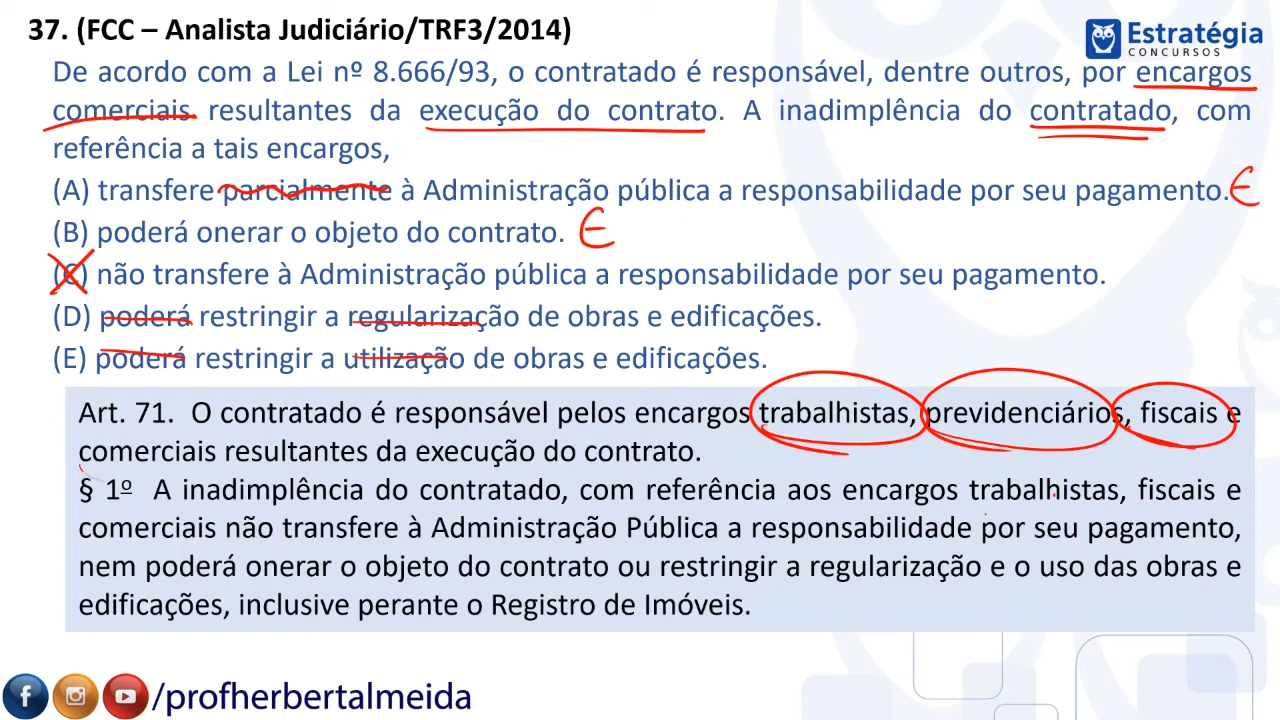 37. (FCC – Analista Judiciário/TRF3/2014)
Estratégia
CONCURSOS
De acordo com a Lei nº 8.666/93, o contratado é responsável, dentre outros, por encargos
comerciais resultantes da execução do contrato. A inadimplência do contratado, com
referência a tais encargos,
(A) transfere parcialmente à Administração pública a responsabilidade por seu pagamento. E
(B) poderá onerar o objeto do contrato. E
(C) não transfere à Administração pública a responsabilidade por seu pagamento.
(D) poderá restringir a regularização de obras e edificações.
(E) poderá restringir a utilização de obras e edificações.
Art. 71. O contratado é responsável pelos encargos trabalhistas, previdenciários, fiscais e
comerciais resultantes da execução do contrato.
§ 1º A inadimplência do contratado, com referência aos encargos trabalhistas, fiscais e
comerciais não transfere à Administração Pública a responsabilidade por seu pagamento,
nem poderá onerar o objeto do contrato ou restringir a regularização e o uso das obras e
edificações, inclusive perante o Registro de Imóveis.
/profherbertalmeida